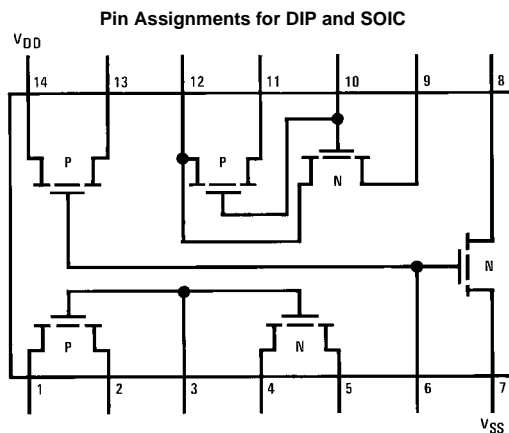 Pin Assignments for DIP and SOIC
VDD
14 13 12 11 10 9 8
P P N
N
P N
1 2 3 4 5 6 7
VSS